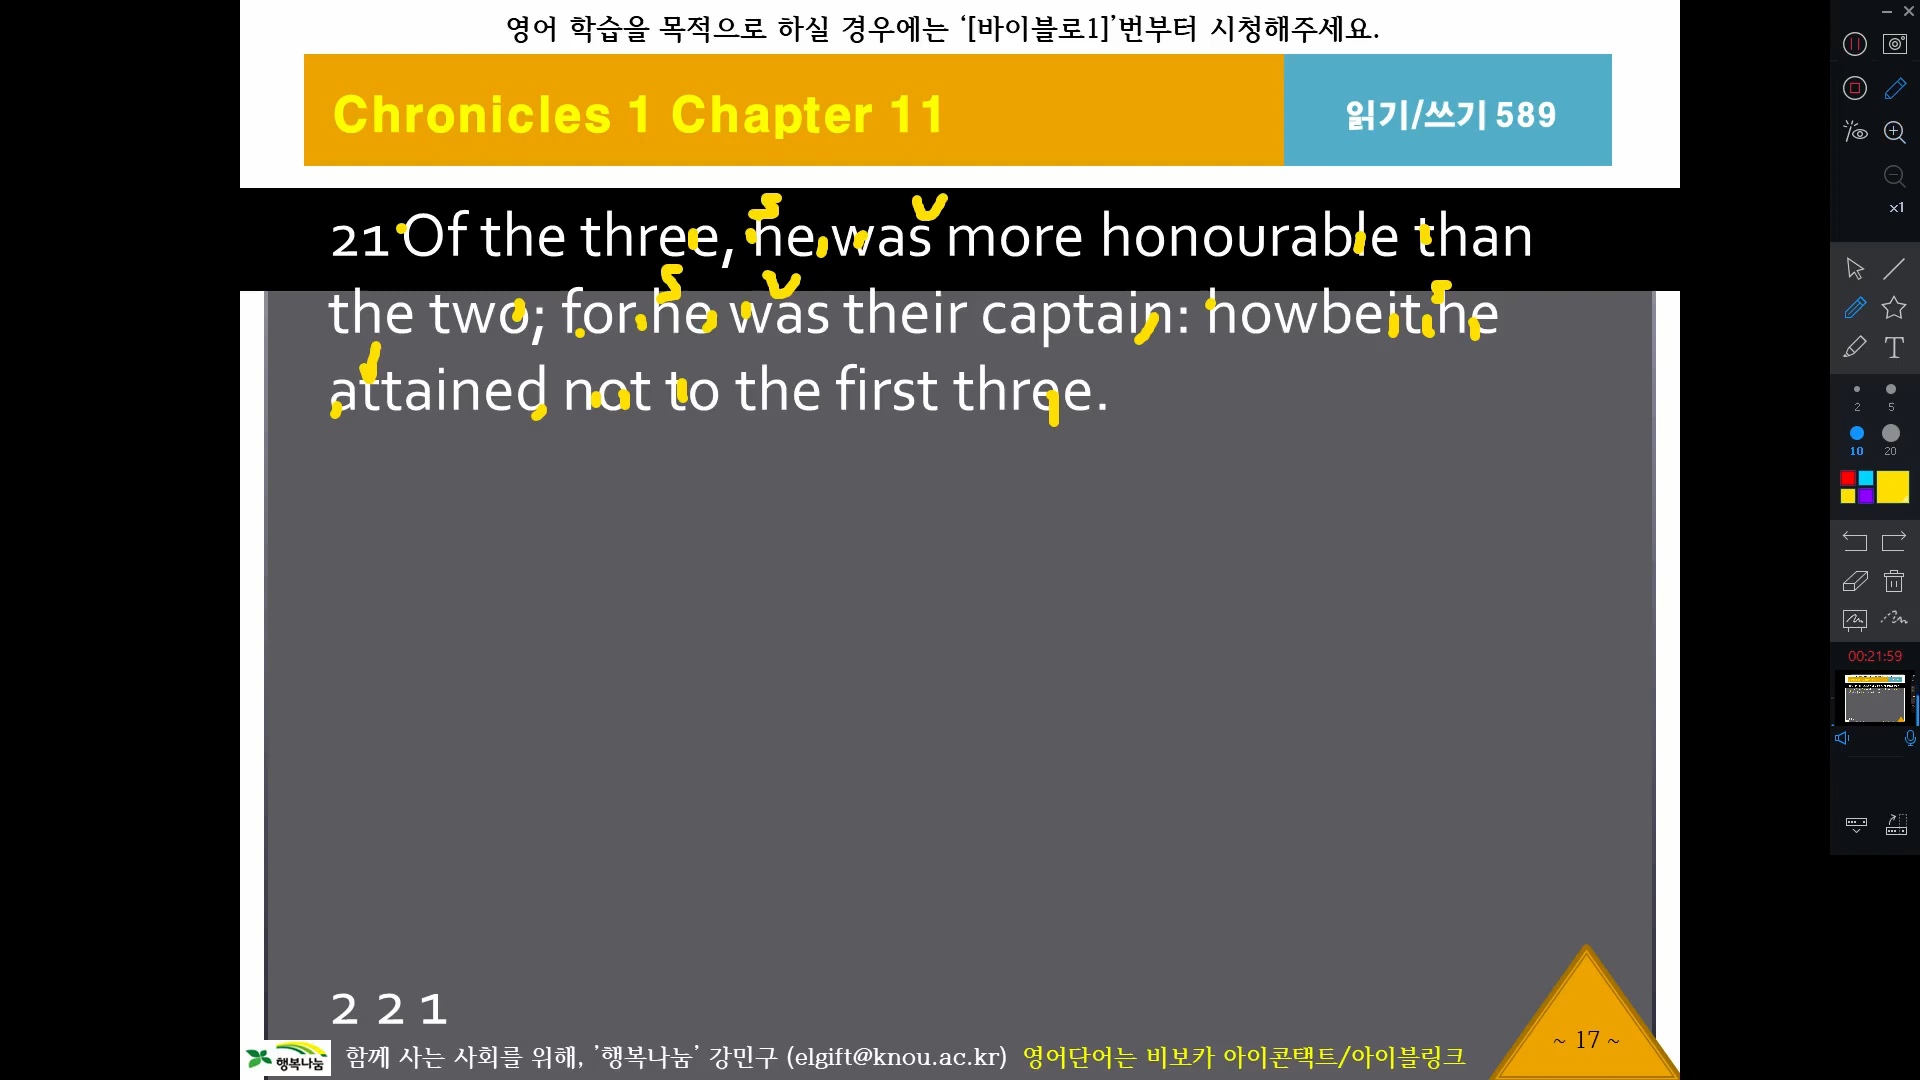 영어 학습을 목적으로 하실 경우에는 ‘[바이블로1]’번부터 시청해주세요.
Chronicles 1 Chapter 11
읽기/쓰기 589
21 Of the three, he was more honourable than
the two; for he was their captain: howbeit he
attained not to the first three.
2 2 1
행복나눔
함께 사는 사회를 위해, ’행복나눔’ 강민구 (elgift@knou.ac.kr) 영어단어는 비보카 아이콘택트/아이블링크
~ 17 ~
x1
2 5
10 20
00:21:59